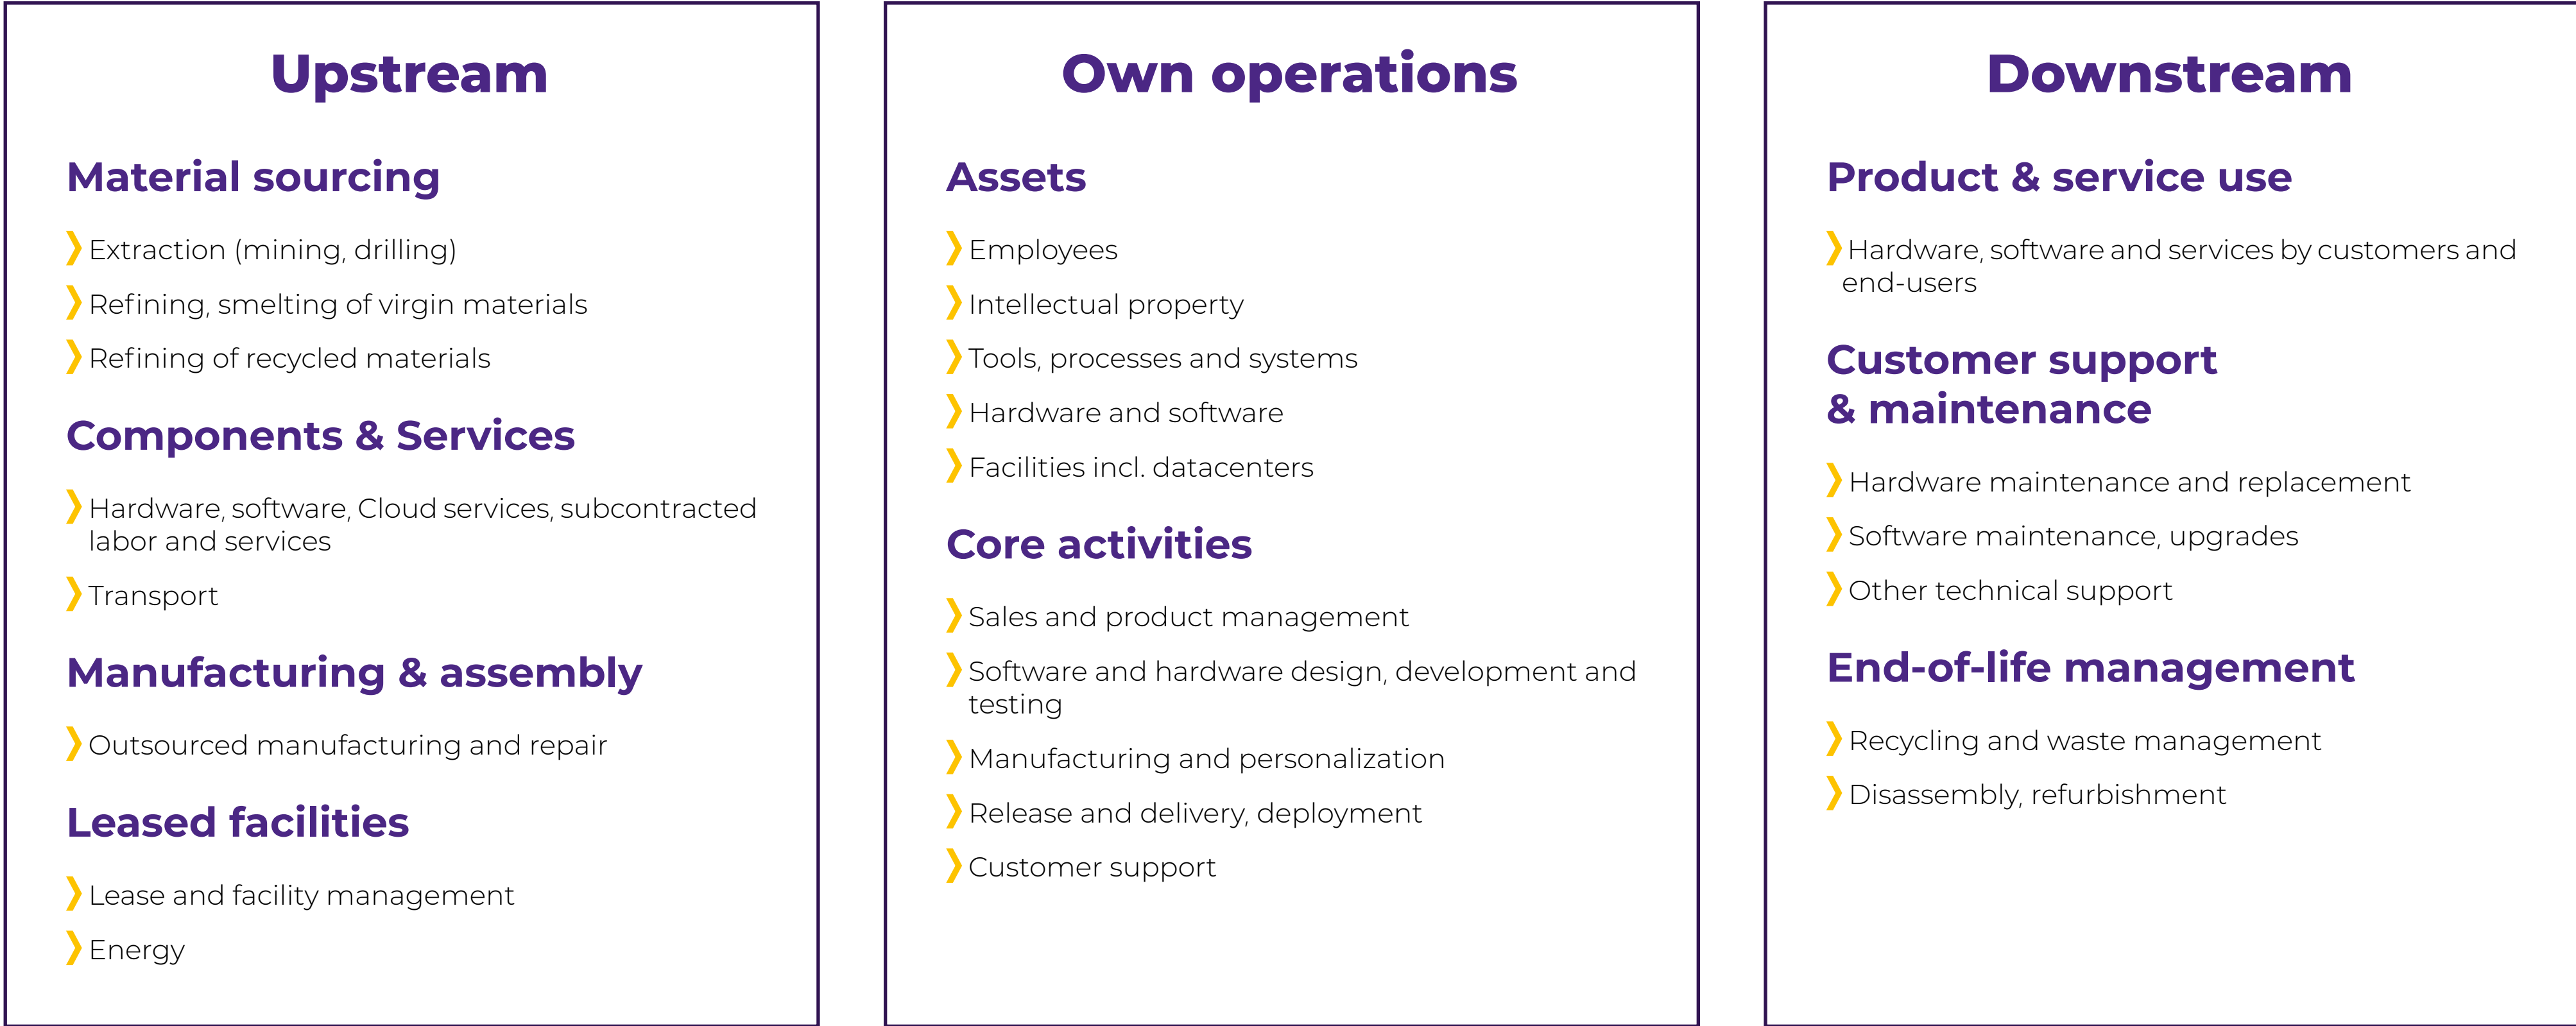 Upstream
Material sourcing
Extraction (mining, drilling)
Refining, smelting of virgin materials
Refining of recycled materials
Components & Services
Hardware, software, Cloud services, subcontracted
labor and services
Transport
Manufacturing & assembly
Outsourced manufacturing and repair
Leased facilities
Lease and facility management
Energy
Own operations
Assets
Employees
Intellectual property
Tools, processes and systems
Hardware and software
Facilities incl. datacenters
Core activities
Sales and product management
Software and hardware design, development and
testing
Manufacturing and personalization
Release and delivery, deployment
Customer support
Downstream
Product & service use
Hardware, software and services by customers and
end-users
Customer support
& maintenance
Hardware maintenance and replacement
Software maintenance, upgrades
Other technical support
End-of-life management
Recycling and waste management
Disassembly, refurbishment